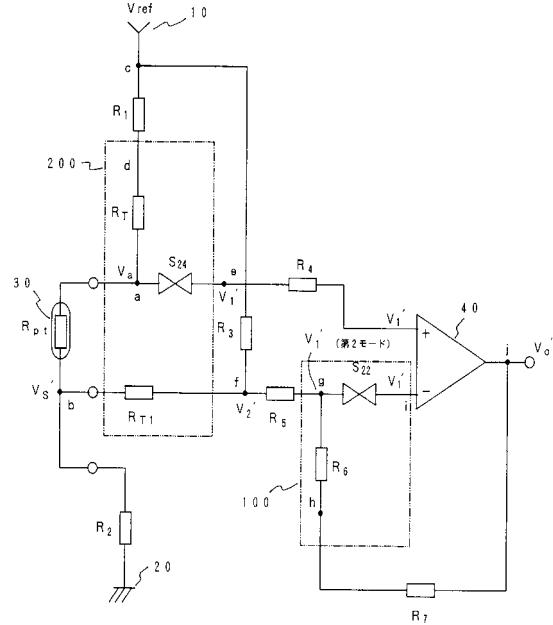 Vref
10
c
R1
200
d
RT
S24
Va
a
e
V1'
R4
30
Rpt
R3
V1'
40
+
V1'
(第2モード)
S22
V1'
−
i
j
Vo'
VS'
b
RT1
f
V2'
R5
g
R6
100
h
R2
20
R7